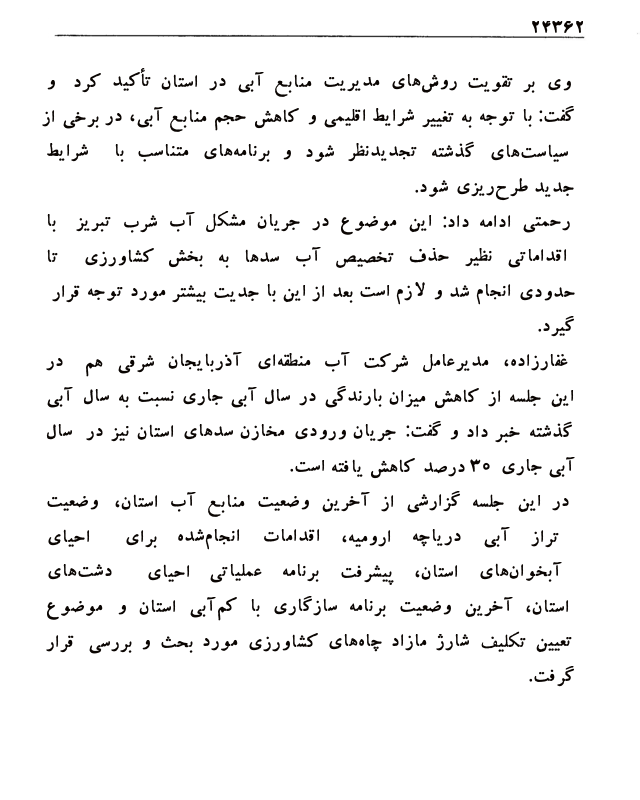 ۲۴۳۶۲
وی بر تقویت روش‌های مدیریت منابع آبی در استان تأکید کرد و
گفت: با توجه به تغییر شرایط اقلیمی و کاهش حجم منابع آبی، در برخی از
سیاست‌های گذشته تجدیدنظر شود و برنامه‌های متناسب با شرایط
جدید طرح‌ریزی شود.
رحمتی ادامه داد: این موضوع در جریان مشکل آب شرب تبریز با
اقداماتی نظیر حذف تخصیص آب سدها به بخش کشاورزی تا
حدودی انجام شد و لازم است بعد از این با جدیت بیشتر مورد توجه قرار
گیرد.
غفارزاده، مدیرعامل شرکت آب منطقه‌ای آذربایجان شرقی هم در
این جلسه از کاهش میزان بارندگی در سال آبی جاری نسبت به سال آبی
گذشته خبر داد و گفت: جریان ورودی مخازن سدهای استان نیز در سال
آبی جاری ۳۰ درصد کاهش یافته است.
در این جلسه گزارشی از آخرین وضعیت منابع آب استان، وضعیت
تراز آبی دریاچه ارومیه، اقدامات انجام‌شده برای احیای
آبخوان‌های استان، پیشرفت برنامه عملیاتی احیای دشت‌های
استان، آخرین وضعیت برنامه سازگاری با کم‌آبی استان و موضوع
تعیین تکلیف شارژ مازاد چاه‌های کشاورزی مورد بحث و بررسی قرار
گرفت.